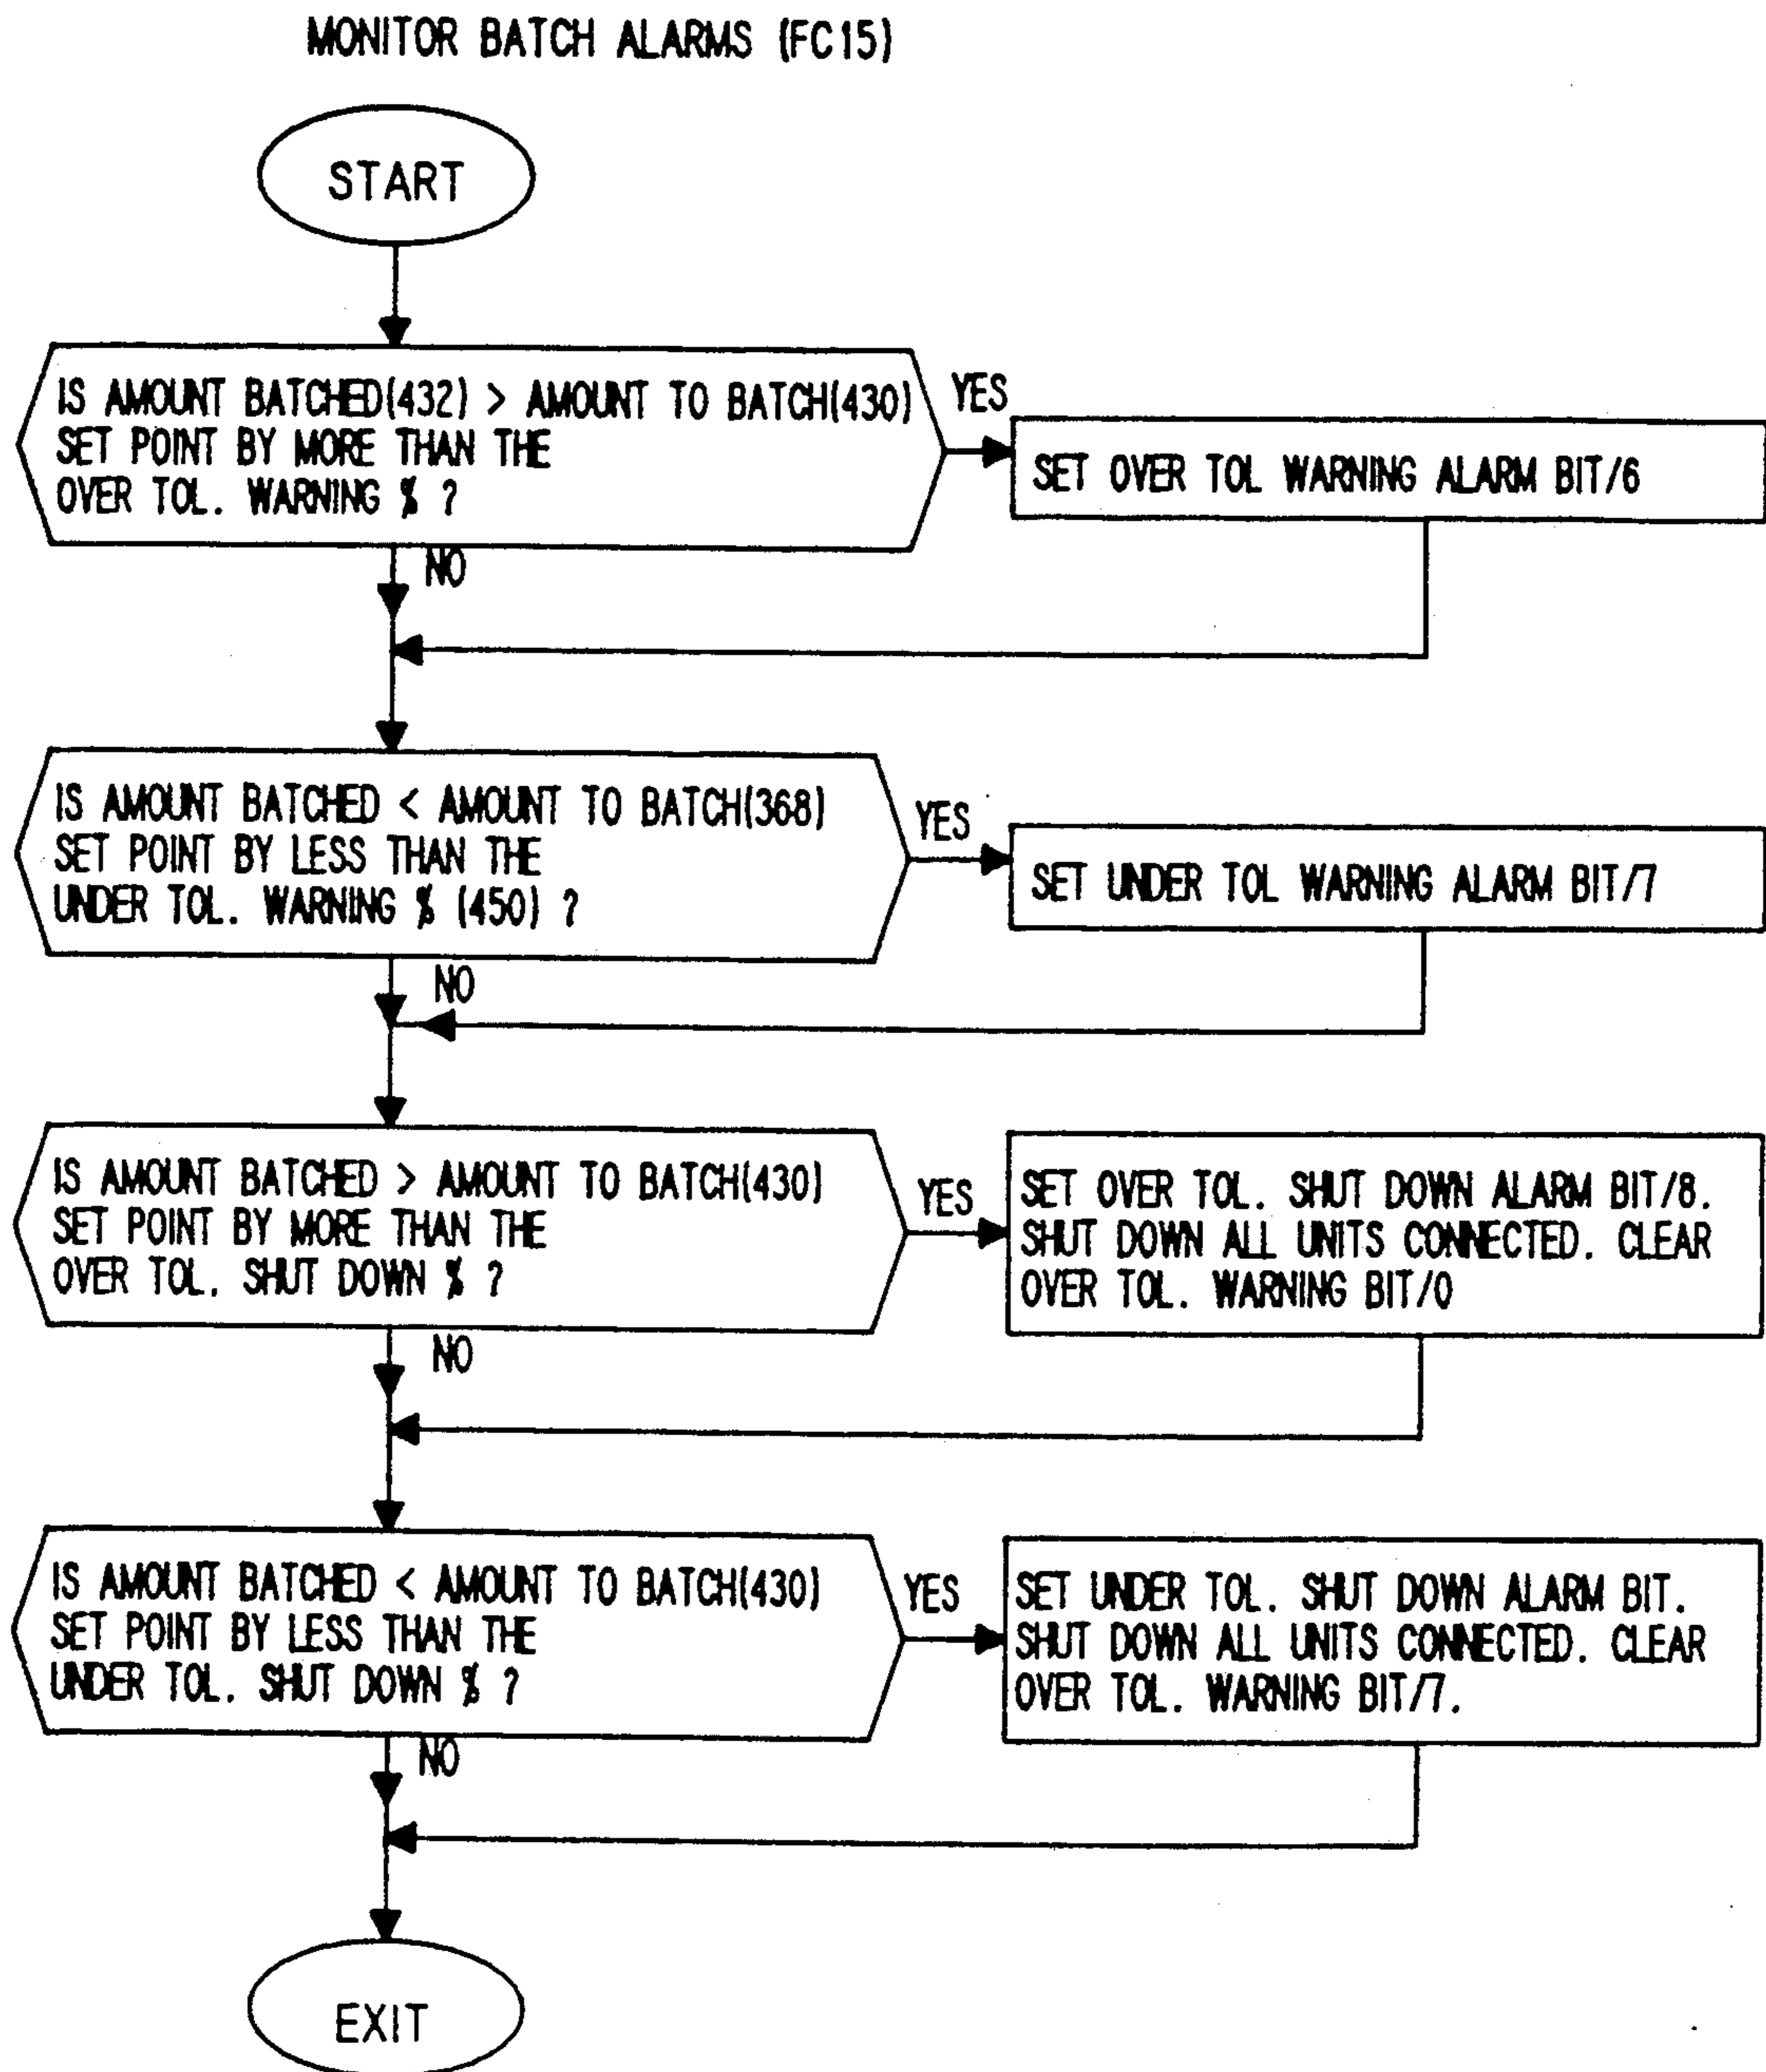 MONITOR BATCH ALARMS (FC15)
START
IS AMOUNT BATCHED(432) > AMOUNT TO BATCH(430)
SET POINT BY MORE THAN THE
OVER TOL. WARNING % ?
YES
SET OVER TOL WARNING ALARM BIT/6
NO
IS AMOUNT BATCHED < AMOUNT TO BATCH(368)
SET POINT BY LESS THAN THE
UNDER TOL. WARNING % (450) ?
YES
SET UNDER TOL WARNING ALARM BIT/7
NO
IS AMOUNT BATCHED > AMOUNT TO BATCH(430)
SET POINT BY MORE THAN THE
OVER TOL. SHUT DOWN % ?
YES
SET OVER TOL. SHUT DOWN ALARM BIT/8.
SHUT DOWN ALL UNITS CONNECTED. CLEAR
OVER TOL. WARNING BIT/0
NO
IS AMOUNT BATCHED < AMOUNT TO BATCH(430)
SET POINT BY LESS THAN THE
UNDER TOL. SHUT DOWN % ?
YES
SET UNDER TOL. SHUT DOWN ALARM BIT.
SHUT DOWN ALL UNITS CONNECTED. CLEAR
OVER TOL. WARNING BIT/7.
NO
EXIT